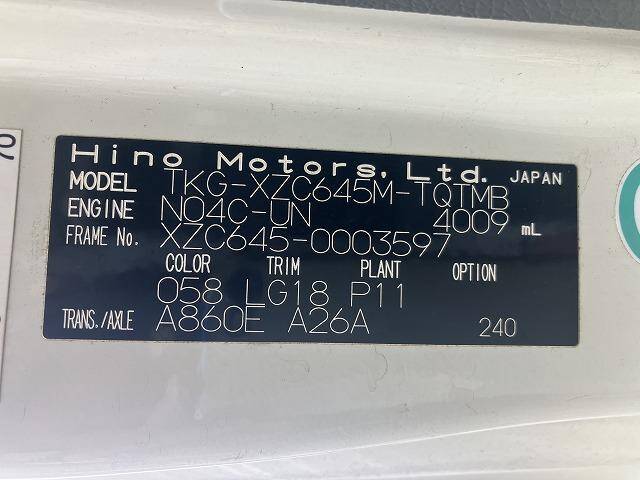 Hino Motors, Ltd. JAPAN
MODEL TKG-XZC645M-TQTMB
ENGINE N04C-UN 4009 mL
FRAME No. XZC645-0003597
COLOR TRIM PLANT OPTION
058 LG18 P11
TRANS./AXLE A860E A26A 240